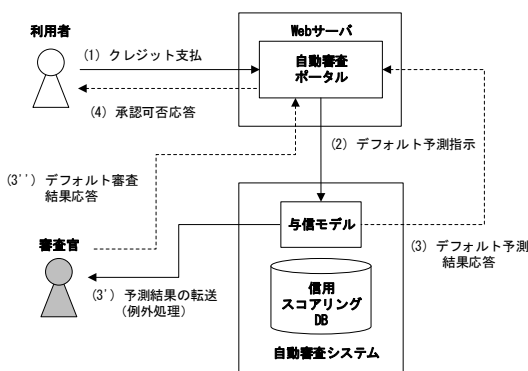 利用者
Webサーバ
(1) クレジット支払
自動審査
ポータル
(4) 承認可否応答
(2) デフォルト予測指示
(3'') デフォルト審査
結果応答
与信モデル
審査官
(3) デフォルト予測
結果応答
(3') 予測結果の転送
(例外処理)
信用
スコアリング
DB
自動審査システム